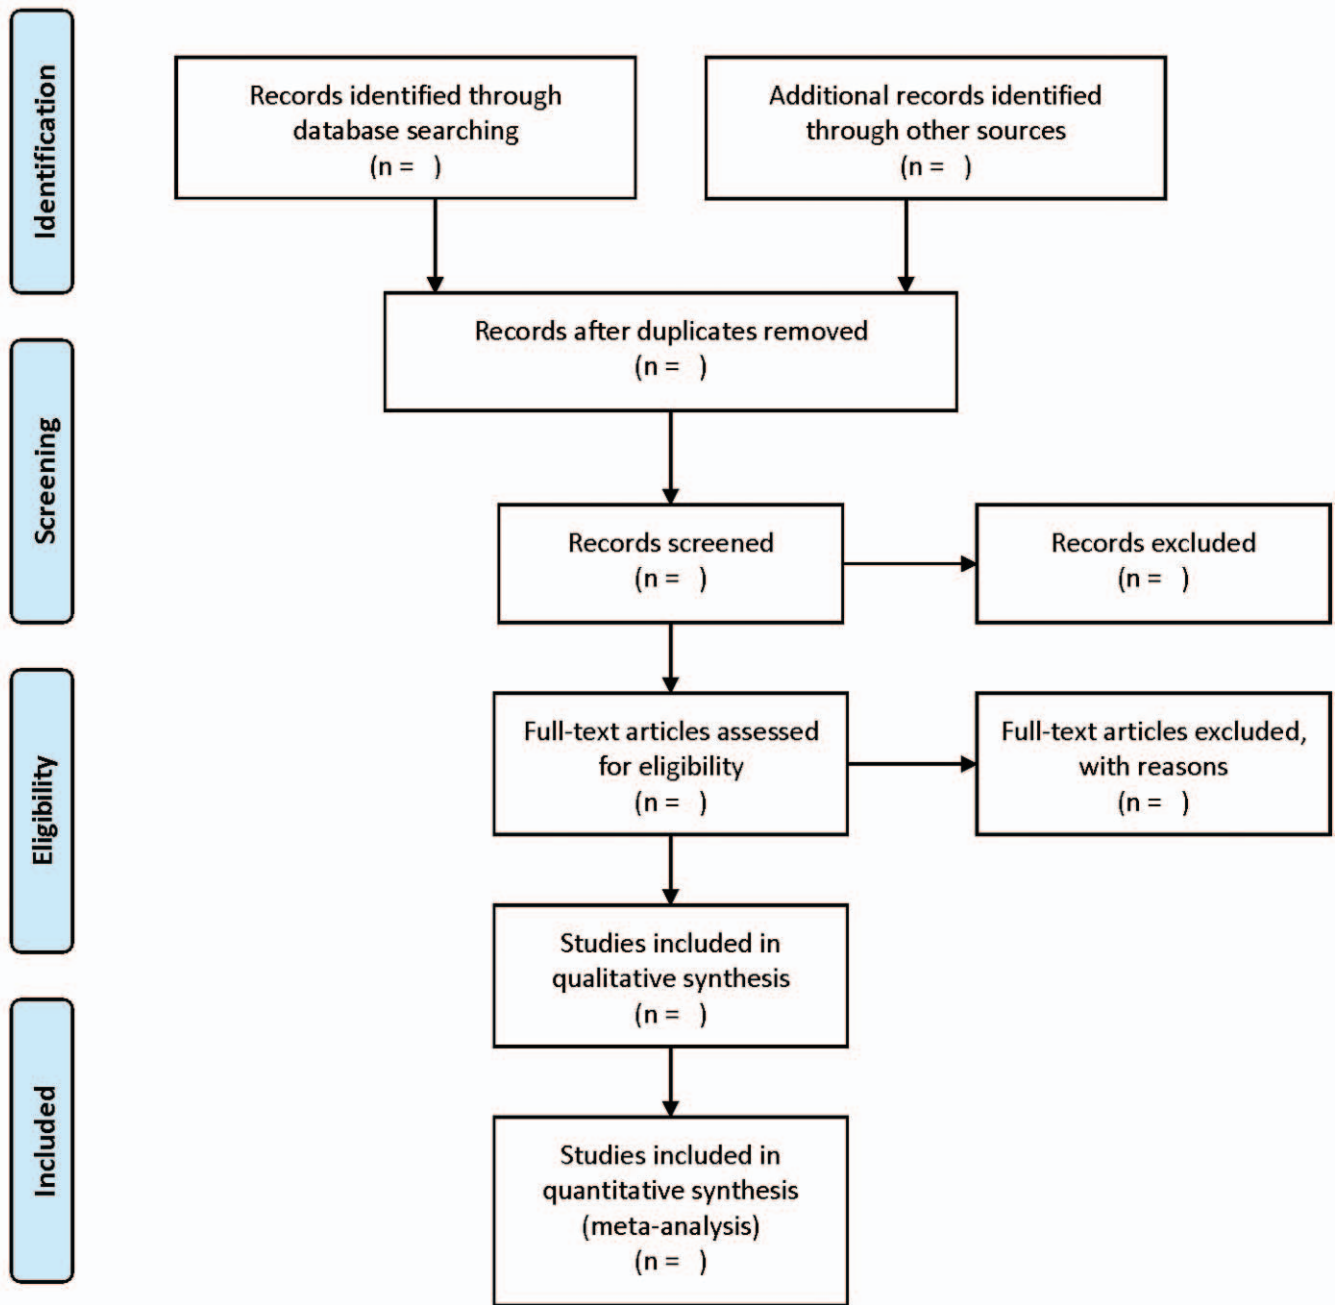 Identification
Records identified through
database searching
(n = )
Additional records identified
through other sources
(n = )
Records after duplicates removed
(n = )
Screening
Records screened
(n = )
Records excluded
(n = )
Eligibility
Full-text articles assessed
for eligibility
(n = )
Full-text articles excluded,
with reasons
(n = )
Studies included in
qualitative synthesis
(n = )
Included
Studies included in
quantitative synthesis
(meta-analysis)
(n = )